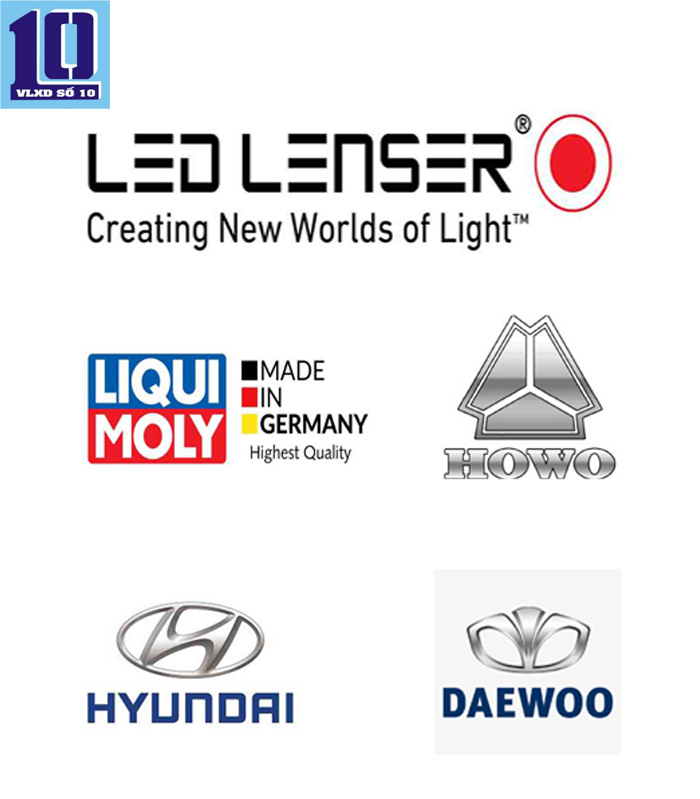 10
VLXD SỐ 10
LED LENSER®
Creating New Worlds of Light™
LIQUI
MOLY
MADE
IN
GERMANY
Highest Quality
HOWO
HYUNDAI
DAEWOO